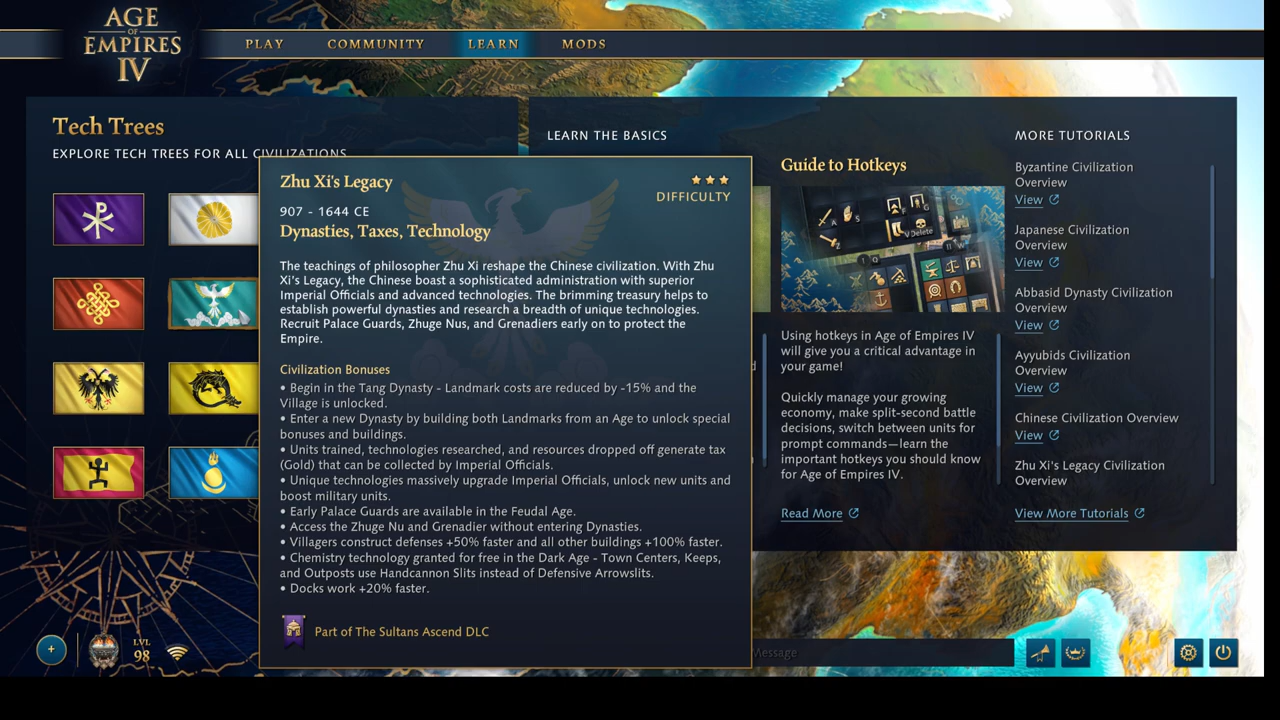 AGE
OF
EMPIRES
IV
PLAY
COMMUNITY
LEARN
MODS
Tech Trees
EXPLORE TECH TREES FOR ALL CIVILIZATIONS
Zhu Xi's Legacy
DIFFICULTY
907 - 1644 CE
Dynasties, Taxes, Technology
The teachings of philosopher Zhu Xi reshape the Chinese civilization. With Zhu
Xi's Legacy, the Chinese boast a sophisticated administration with superior
Imperial Officials and advanced technologies. The brimming treasury helps to
establish powerful dynasties and research a breadth of unique technologies.
Recruit Palace Guards, Zhuge Nus, and Grenadiers early on to protect the
Empire.
Civilization Bonuses
• Begin in the Tang Dynasty - Landmark costs are reduced by -15% and the
Village is unlocked.
• Enter a new Dynasty by building both Landmarks from an Age to unlock special
bonuses and buildings.
• Units trained, technologies researched, and resources dropped off generate tax
(Gold) that can be collected by Imperial Officials.
• Unique technologies massively upgrade Imperial Officials, unlock new units and
boost military units.
• Early Palace Guards are available in the Feudal Age.
• Access the Zhuge Nu and Grenadier without entering Dynasties.
• Villagers construct defenses +50% faster and all other buildings +100% faster.
• Chemistry technology granted for free in the Dark Age - Town Centers, Keeps,
and Outposts use Handcannon Slits instead of Defensive Arrowslits.
• Docks work +20% faster.
Part of The Sultans Ascend DLC
LEARN THE BASICS
Guide to Hotkeys
Delete
Using hotkeys in Age of Empires IV
will give you a critical advantage in
your game!
Quickly manage your growing
economy, make split-second battle
decisions, switch between units for
prompt commands—learn the
important hotkeys you should know
for Age of Empires IV.
Read More
MORE TUTORIALS
Byzantine Civilization
Overview
View
Japanese Civilization
Overview
View
Abbasid Dynasty Civilization
Overview
View
Ayyubids Civilization
Overview
View
Chinese Civilization Overview
View
Zhu Xi's Legacy Civilization
Overview
View More Tutorials
LVL
98
Message